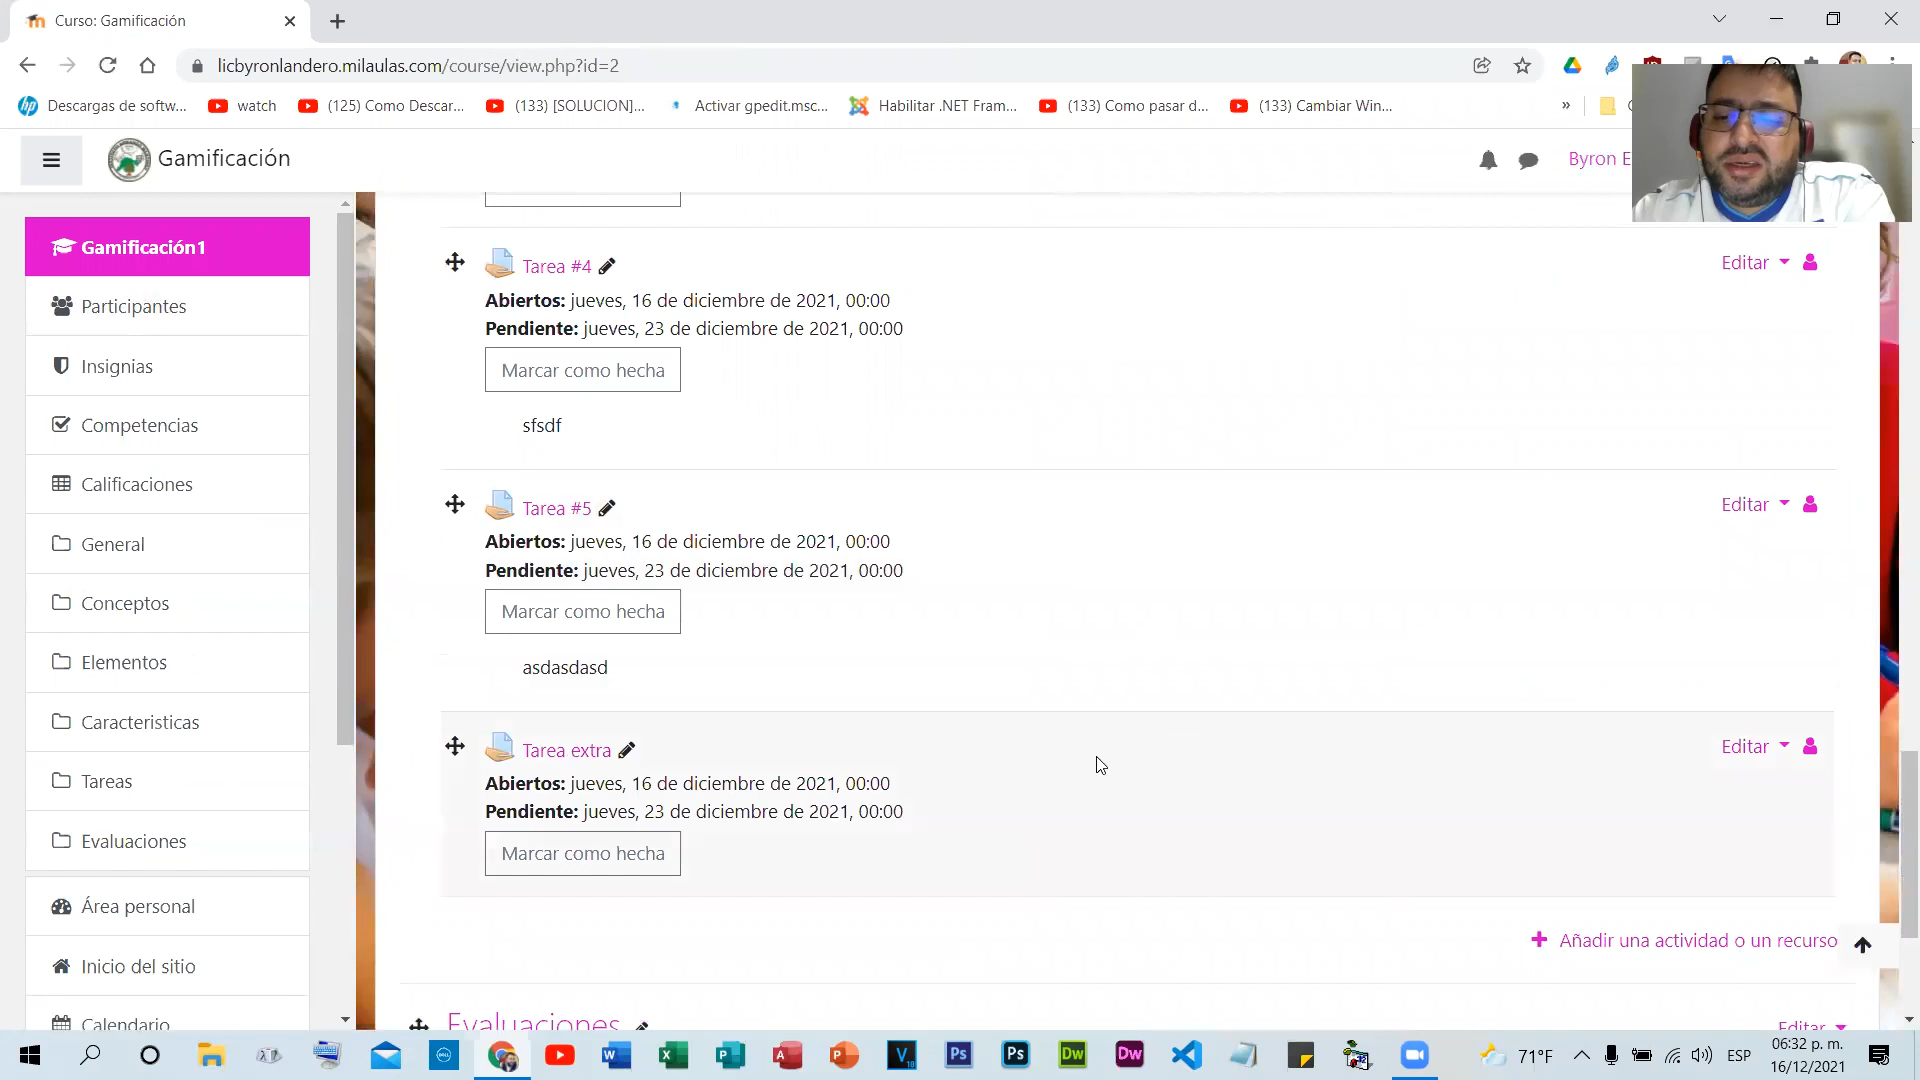 Curso: Gamificación
licbyronlandero.milaulas.com/course/view.php?id=2
Descargas de softw... watch (125) Como Descar... (133) [SOLUCION]... Activar gpedit.msc... Habilitar .NET Fram... (133) Como pasar d... (133) Cambiar Win... »
Gamificación
Byron E
Gamificación1
Participantes
Insignias
Competencias
Calificaciones
General
Conceptos
Elementos
Caracteristicas
Tareas
Evaluaciones
Área personal
Inicio del sitio
Calendario
Tarea #4
Editar
Abiertos: jueves, 16 de diciembre de 2021, 00:00
Pendiente: jueves, 23 de diciembre de 2021, 00:00
Marcar como hecha
sfsdf
Tarea #5
Editar
Abiertos: jueves, 16 de diciembre de 2021, 00:00
Pendiente: jueves, 23 de diciembre de 2021, 00:00
Marcar como hecha
asdasdasd
Tarea extra
Editar
Abiertos: jueves, 16 de diciembre de 2021, 00:00
Pendiente: jueves, 23 de diciembre de 2021, 00:00
Marcar como hecha
Añadir una actividad o un recurso
Evaluaciones
Editar
71°F
ESP
06:32 p. m.
16/12/2021